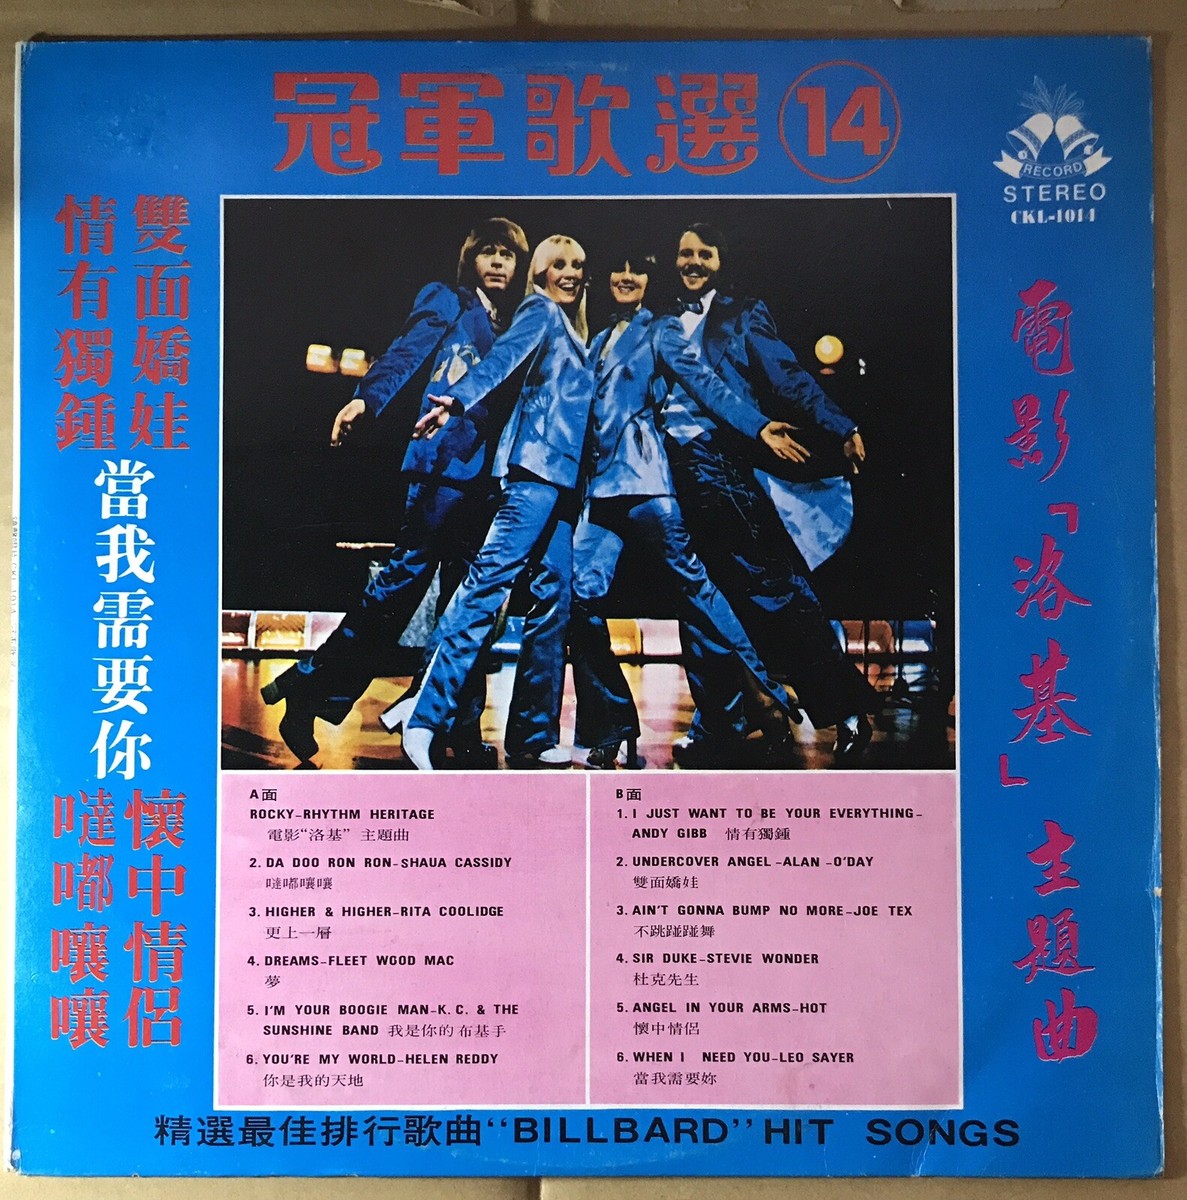 冠軍歌選14
RECORD
STEREO
CKL-1014
電影「洛基」主題曲
雙面嬌娃
情有獨鍾
當我需要你
懷中情侶
噠嘟嚷嚷
A面
ROCKY-RHYTHM HERITAGE
電影“洛基”主題曲
2. DA DOO RON RON-SHAUA CASSIDY
噠嘟嚷嚷
3. HIGHER & HIGHER-RITA COOLIDGE
更上一層
4. DREAMS-FLEET WOOD MAC
夢
5. I'M YOUR BOOGIE MAN-K.C. & THE
SUNSHINE BAND 我是你的布基手
6. YOU'RE MY WORLD-HELEN REDDY
你是我的天地
B面
1. I JUST WANT TO BE YOUR EVERYTHING-
ANDY GIBB 情有獨鍾
2. UNDERCOVER ANGEL-ALAN-O'DAY
雙面嬌娃
3. AIN'T GONNA BUMP NO MORE-JOE TEX
不跳踫踫舞
4. SIR DUKE-STEVIE WONDER
杜克先生
5. ANGEL IN YOUR ARMS-HOT
懷中情侶
6. WHEN I NEED YOU-LEO SAYER
當我需要妳
精選最佳排行歌曲“BILLBARD” HIT SONGS